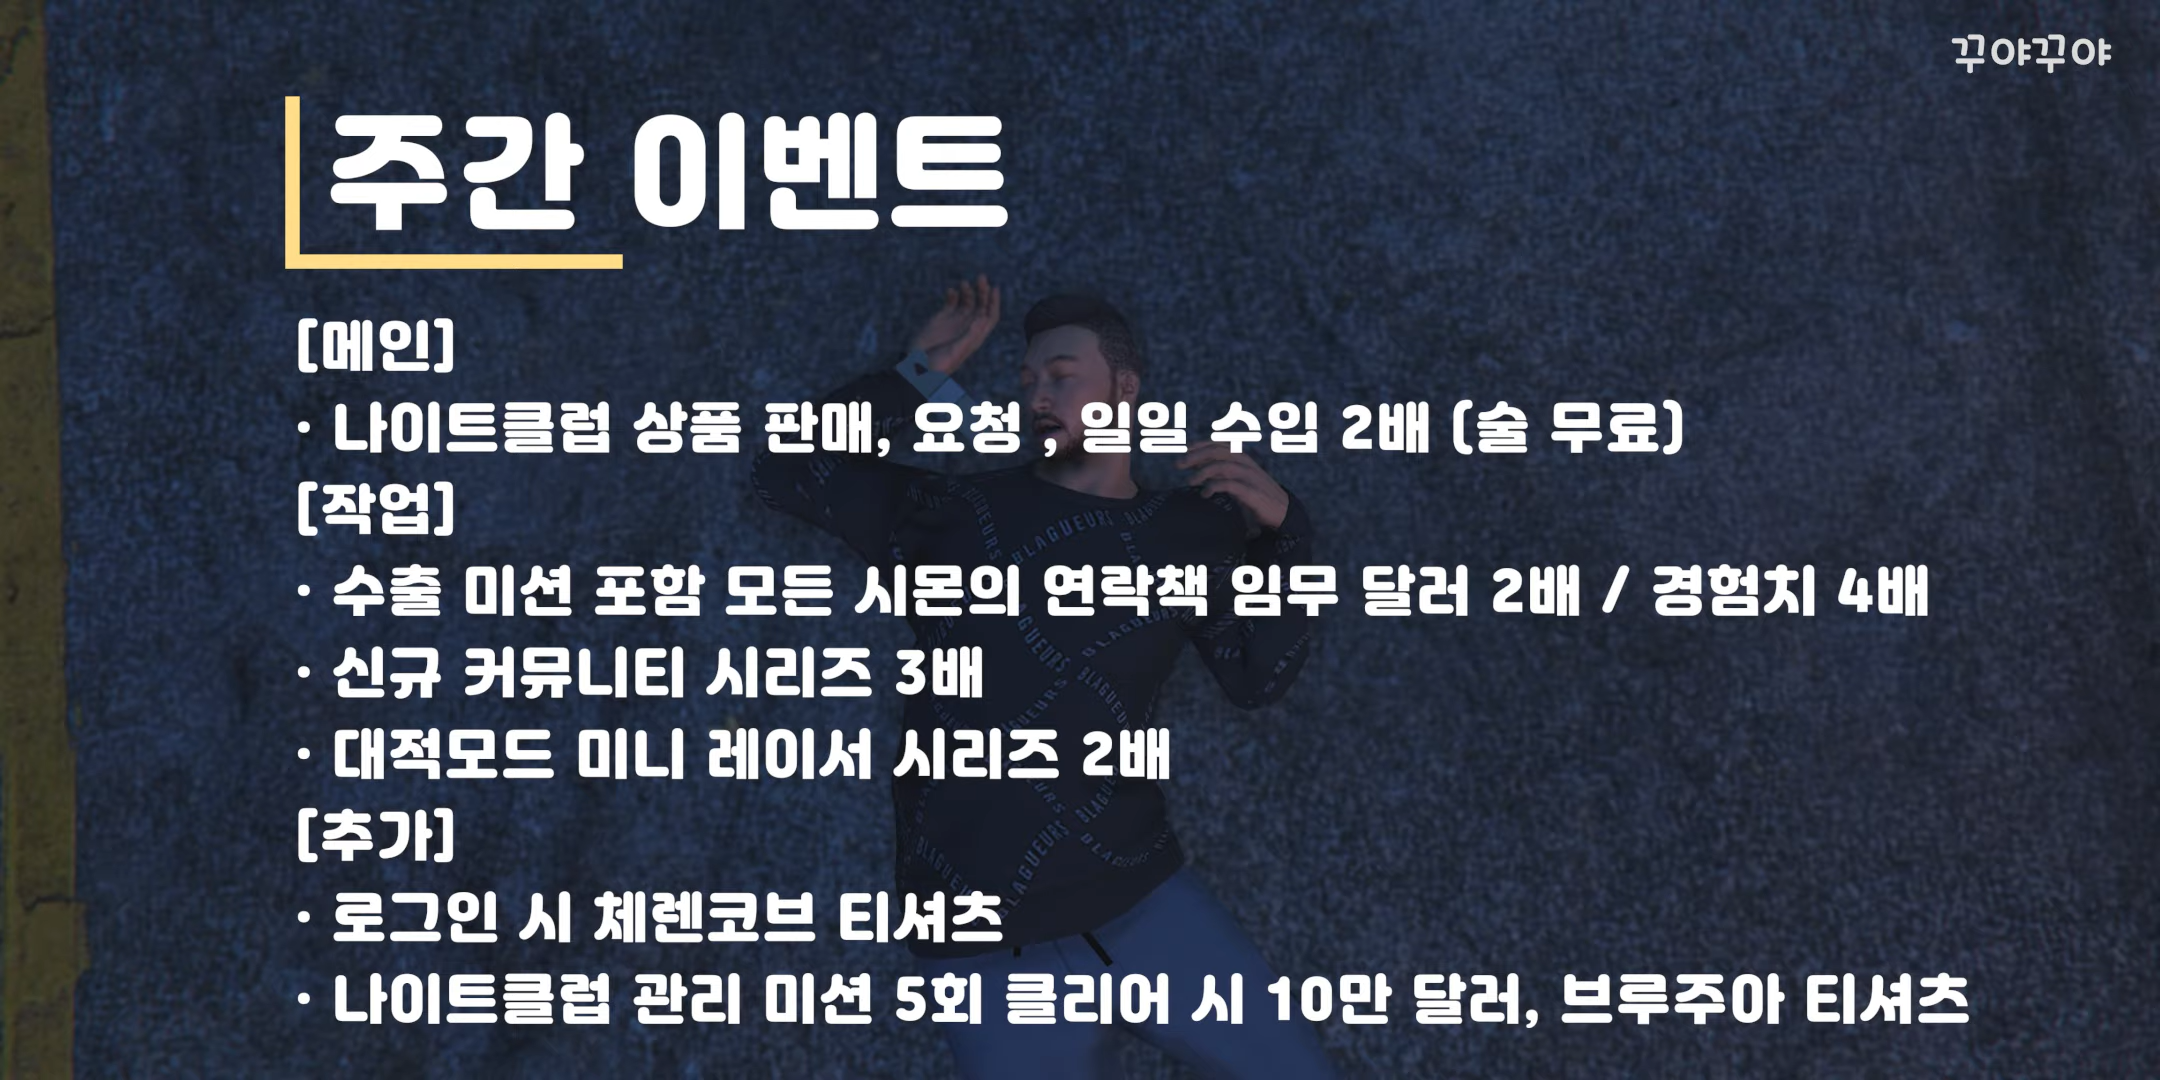 꾸야꾸야
주간 이벤트
[메인]
· 나이트클럽 상품 판매, 요청 , 일일 수입 2배 (술 무료)
[작업]
· 수출 미션 포함 모든 시몬의 연락책 임무 달러 2배 / 경험치 4배
· 신규 커뮤니티 시리즈 3배
· 대적모드 미니 레이서 시리즈 2배
[추가]
· 로그인 시 체렌코브 티셔츠
· 나이트클럽 관리 미션 5회 클리어 시 10만 달러, 브루주아 티셔츠
BLAGUEURS